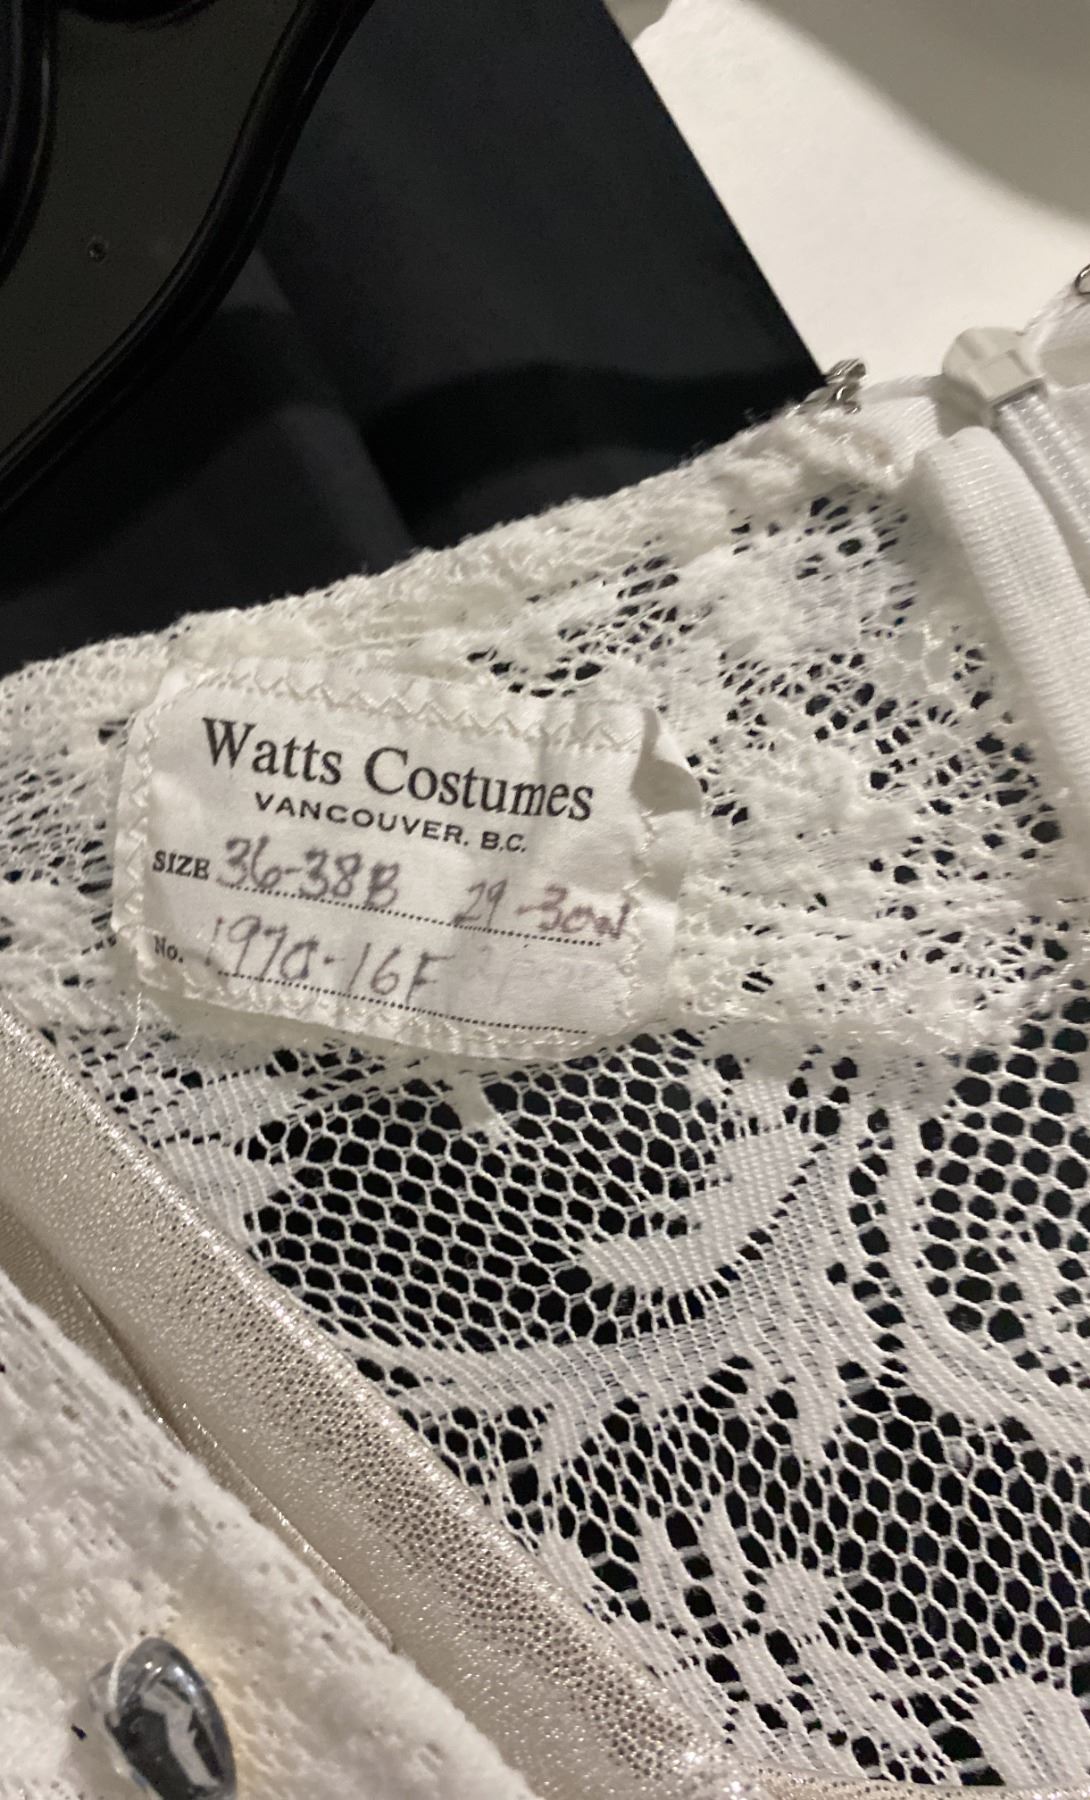 Watts Costumes
VANCOUVER, B.C.
SIZE 36-38B 29-30W
No. 1970-16F